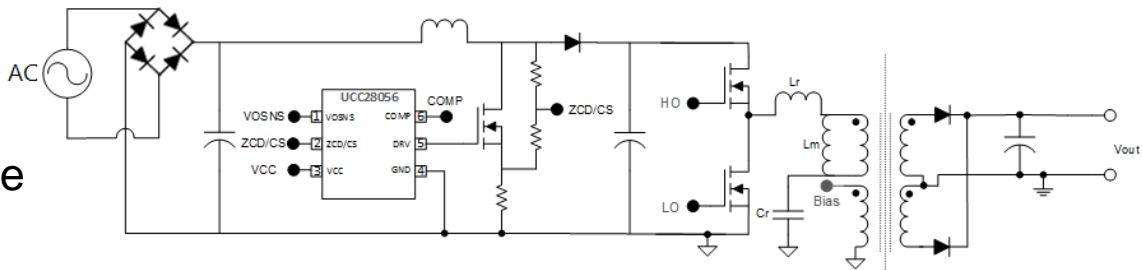 AC
e
UCC28056
VOSNS 1 VOSNS COMP 6 COMP
ZCD/CS 2 ZCD/CS DRV 5
VCC 3 VCC GND 4
ZCD/CS
HO
LO
Lr
Lm
Cr
Bias
Vout